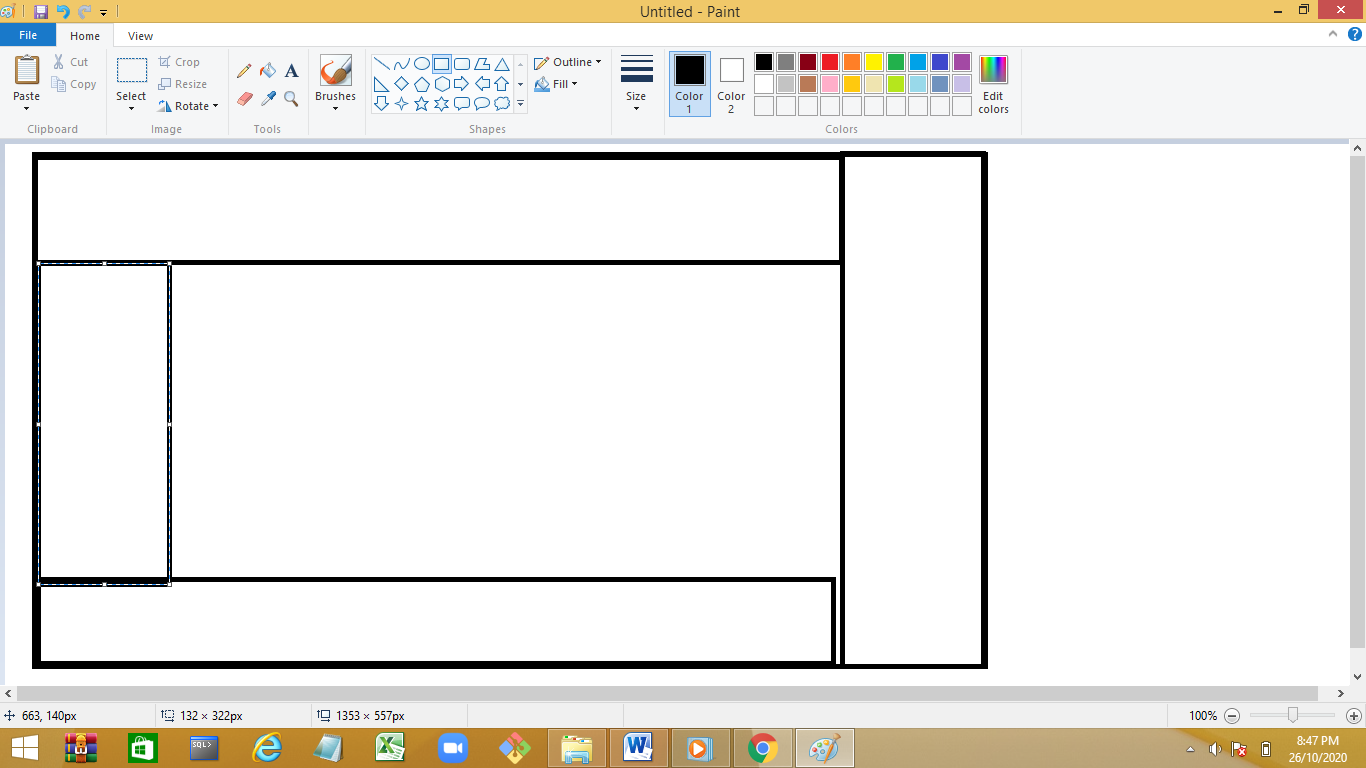 Untitled - Paint
File Home View
Paste Cut Copy Clipboard
Select Crop Resize Rotate Image
A Tools
Brushes
Outline Fill Shapes
Size
Color 1 Color 2 Edit colors Colors
663, 140px 132 × 322px 1353 × 557px 100%
SQL>
8:47 PM
26/10/2020